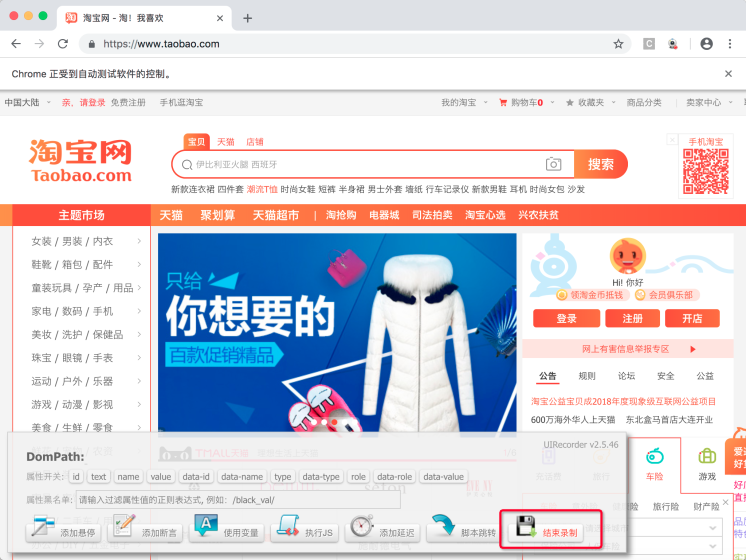 淘宝网 - 淘！我喜欢
https://www.taobao.com
Chrome 正受到自动测试软件的控制。
中国大陆 亲，请登录 免费注册 手机逛淘宝 我的淘宝 购物车0 收藏夹 商品分类 卖家中心
宝贝 天猫 店铺
手机淘宝
淘宝网
Taobao.com
伊比利亚火腿 西班牙
搜索
新款连衣裙 四件套 潮流T恤 时尚女鞋 短裤 半身裙 男士外套 墙纸 行车记录仪 新款男鞋 耳机 时尚女包 沙发
主题市场 天猫 聚划算 天猫超市 | 淘抢购 电器城 司法拍卖 淘宝心选 兴农扶贫
女装 / 男装 / 内衣
鞋靴 / 箱包 / 配件
童装玩具 / 孕产 / 用品
家电 / 数码 / 手机
美妆 / 洗护 / 保健品
珠宝 / 眼镜 / 手表
运动 / 户外 / 乐器
游戏 / 动漫 / 影视
美食 / 生鲜 / 零食
只给
你想要的
百款促销精品
Hi! 你好
领淘金币抵钱 会员俱乐部
登录 注册 开店
网上有害信息举报专区
公告 规则 论坛 安全 公益
淘宝公益宝贝成2018年度现象级互联网公益项目
600万海外华人上天猫 东北盒马首店大连开业
车险 游戏
旅行险 财产险
DomPath:
UIRecorder v2.5.46
属性开关: id text name value data-id data-name type data-type role data-role data-value
属性黑名单: 请输入过滤属性值的正则表达式, 例如：/black_val/
添加悬停 添加断言 使用变量 执行JS 添加延迟 脚本跳转 结束录制